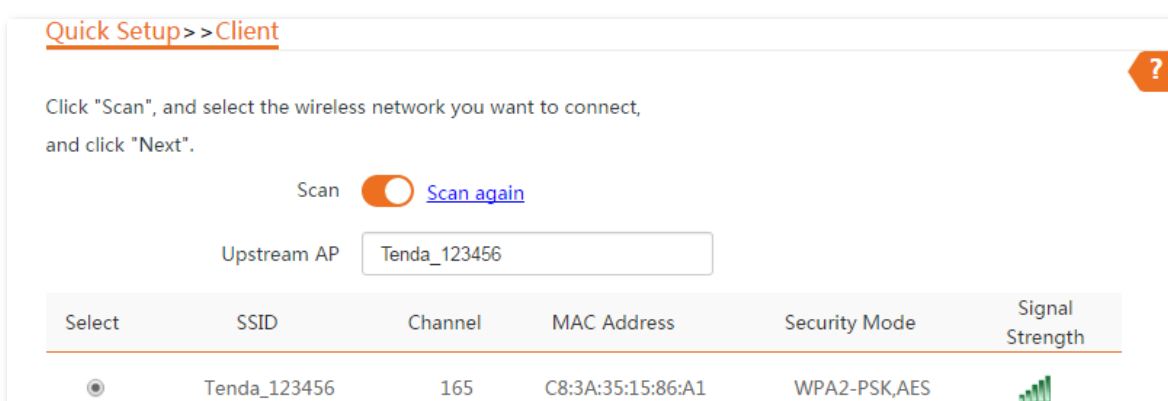 Quick Setup>>Client
?
Click "Scan", and select the wireless network you want to connect,
and click "Next".
Scan Scan again
Upstream AP Tenda_123456
Select SSID Channel MAC Address Security Mode Signal Strength
Tenda_123456 165 C8:3A:35:15:86:A1 WPA2-PSK,AES